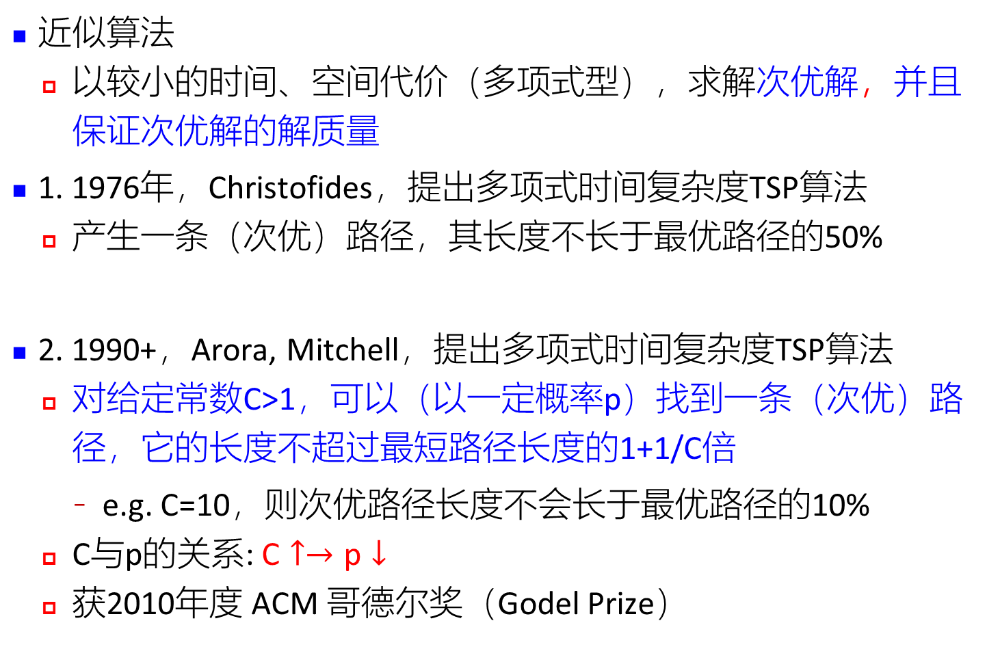 近似算法
以较小的时间、空间代价（多项式型），求解次优解，并且
保证次优解的解质量
1. 1976年，Christofides，提出多项式时间复杂度TSP算法
产生一条（次优）路径，其长度不长于最优路径的50%
2. 1990+，Arora, Mitchell，提出多项式时间复杂度TSP算法
对给定常数C>1，可以（以一定概率p）找到一条（次优）路
径，它的长度不超过最短路径长度的1+1/C倍
– e.g. C=10，则次优路径长度不会长于最优路径的10%
C与p的关系: C↑→ p↓
获2010年度 ACM 哥德尔奖（Godel Prize）